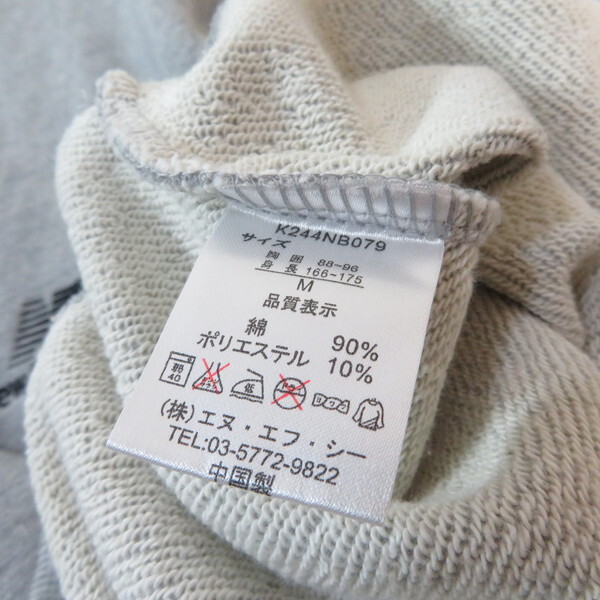 K244NB079
サイズ
胸囲 88-96
身長 166-175
M
品質表示
綿 90%
ポリエステル 10%
40
低
(株)エヌ・エフ・シー
TEL:03-5772-9822
中国製